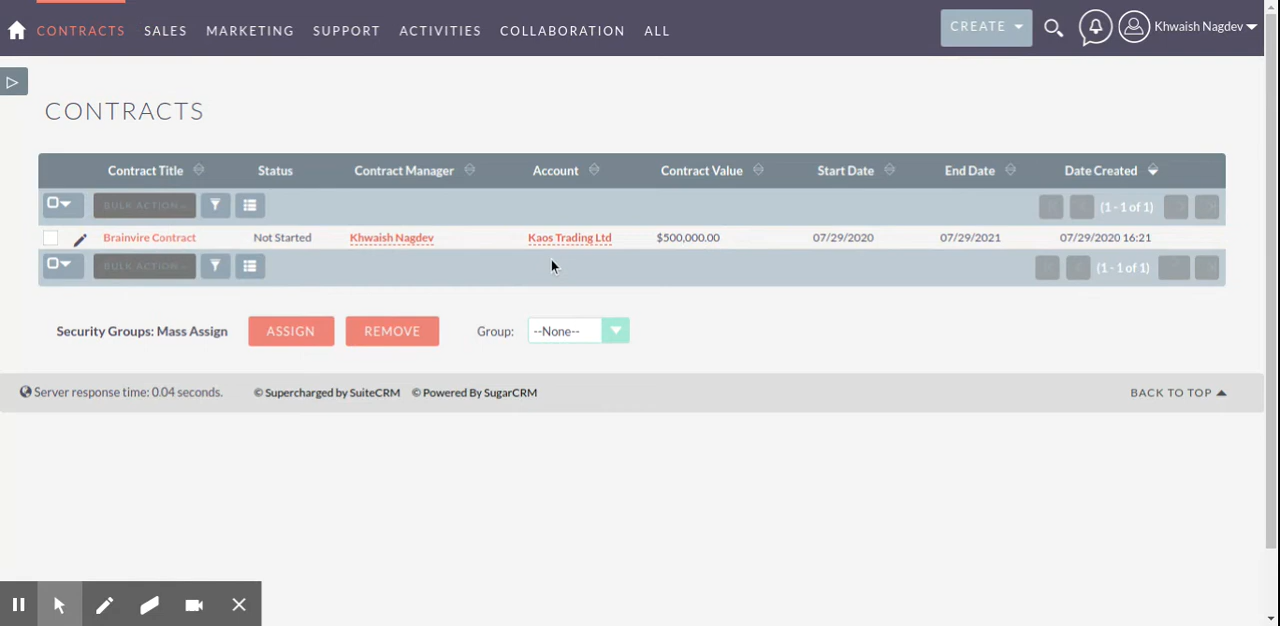 CONTRACTS SALES MARKETING SUPPORT ACTIVITIES COLLABORATION ALL CREATE Khwaish Nagdev
CONTRACTS
Contract Title Status Contract Manager Account Contract Value Start Date End Date Date Created
BULK ACTION (1 - 1 of 1)
Brainvire Contract Not Started Khwaish Nagdev Kaos Trading Ltd $500,000.00 07/29/2020 07/29/2021 07/29/2020 16:21
BULK ACTION (1 - 1 of 1)
Security Groups: Mass Assign ASSIGN REMOVE Group: --None--
Server response time: 0.04 seconds. © Supercharged by SuiteCRM © Powered By SugarCRM BACK TO TOP